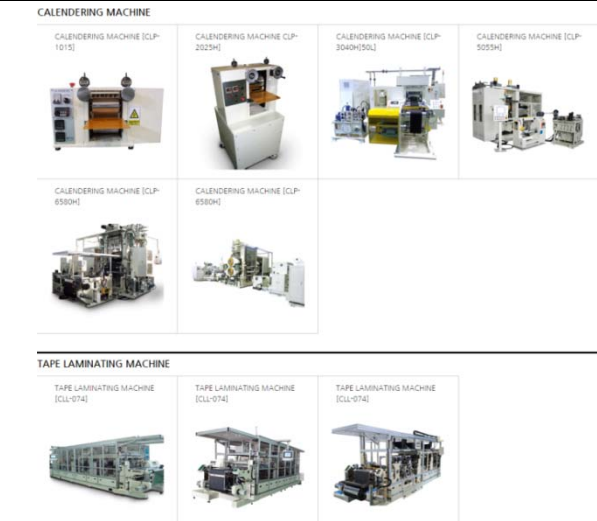 CALENDERING MACHINE
CALENDERING MACHINE [CLP-
1015]
CALENDERING MACHINE CLP-
2025H]
CALENDERING MACHINE [CLP-
3040H[50L]
CALENDERING MACHINE [CLP-
5055H]
CALENDERING MACHINE [CLP-
6580H]
CALENDERING MACHINE [CLP-
6580H]
TAPE LAMINATING MACHINE
TAPE LAMINATING MACHINE
[CLL-074]
TAPE LAMINATING MACHINE
[CLL-074]
TAPE LAMINATING MACHINE
[CLL-074]